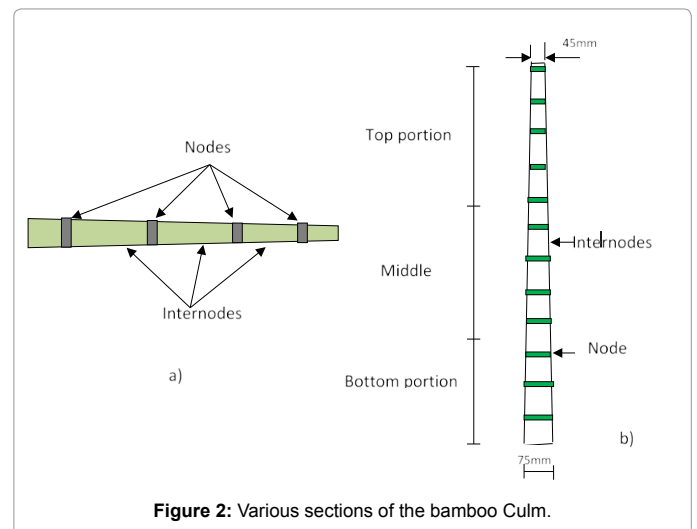 Nodes
Internodes
a)
45mm
Top portion
Internodes
Middle
Node
Bottom portion
b)
75mm
Figure 2: Various sections of the bamboo Culm.